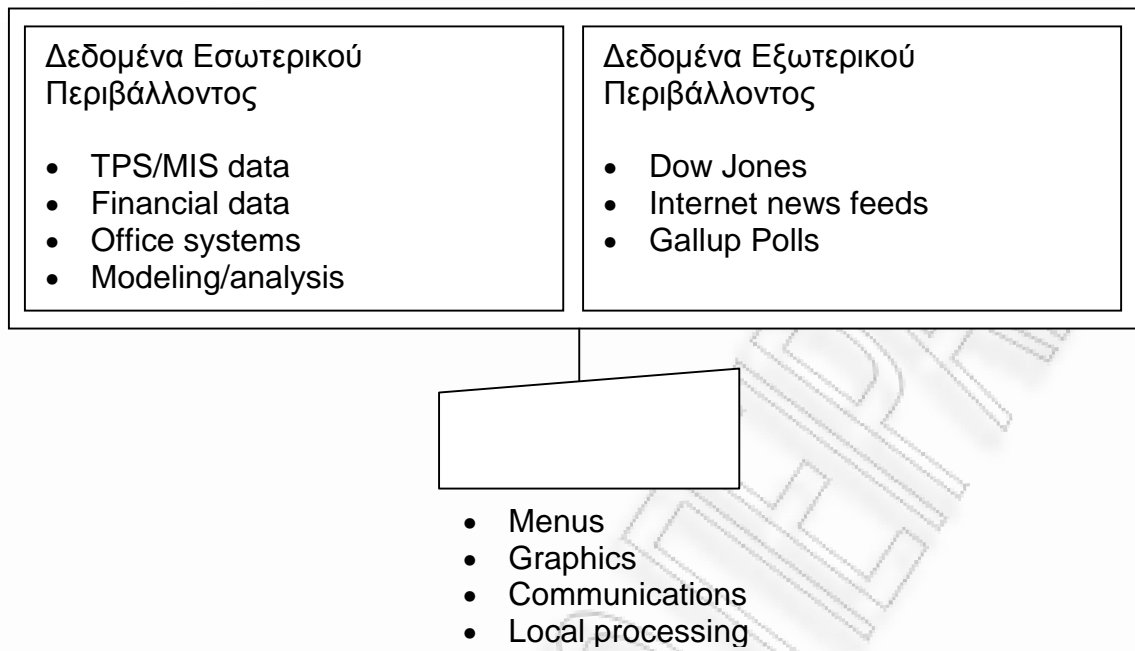 Δεδομένα Εσωτερικού
Περιβάλλοντος
• TPS/MIS data
• Financial data
• Office systems
• Modeling/analysis
Δεδομένα Εξωτερικού
Περιβάλλοντος
• Dow Jones
• Internet news feeds
• Gallup Polls
• Menus
• Graphics
• Communications
• Local processing